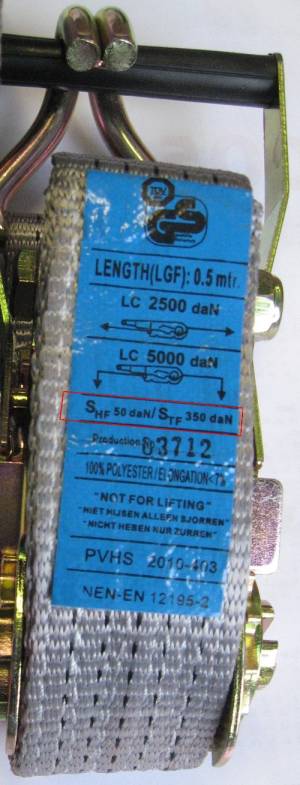 TÜV
GS
LENGTH(LGF): 0.5 mtr.
LC 2500 daN
LC 5000 daN
SHF 50 daN/ STF 350 daN
Production Nr. 03712
100% POLYESTER/ELONGATION<7%
"NOT FOR LIFTING"
"NIET HIJSEN ALLEEN SJORREN"
"NICHT HEBEN NUR ZURREN"
PVHS 2010-403
NEN-EN 12195-2